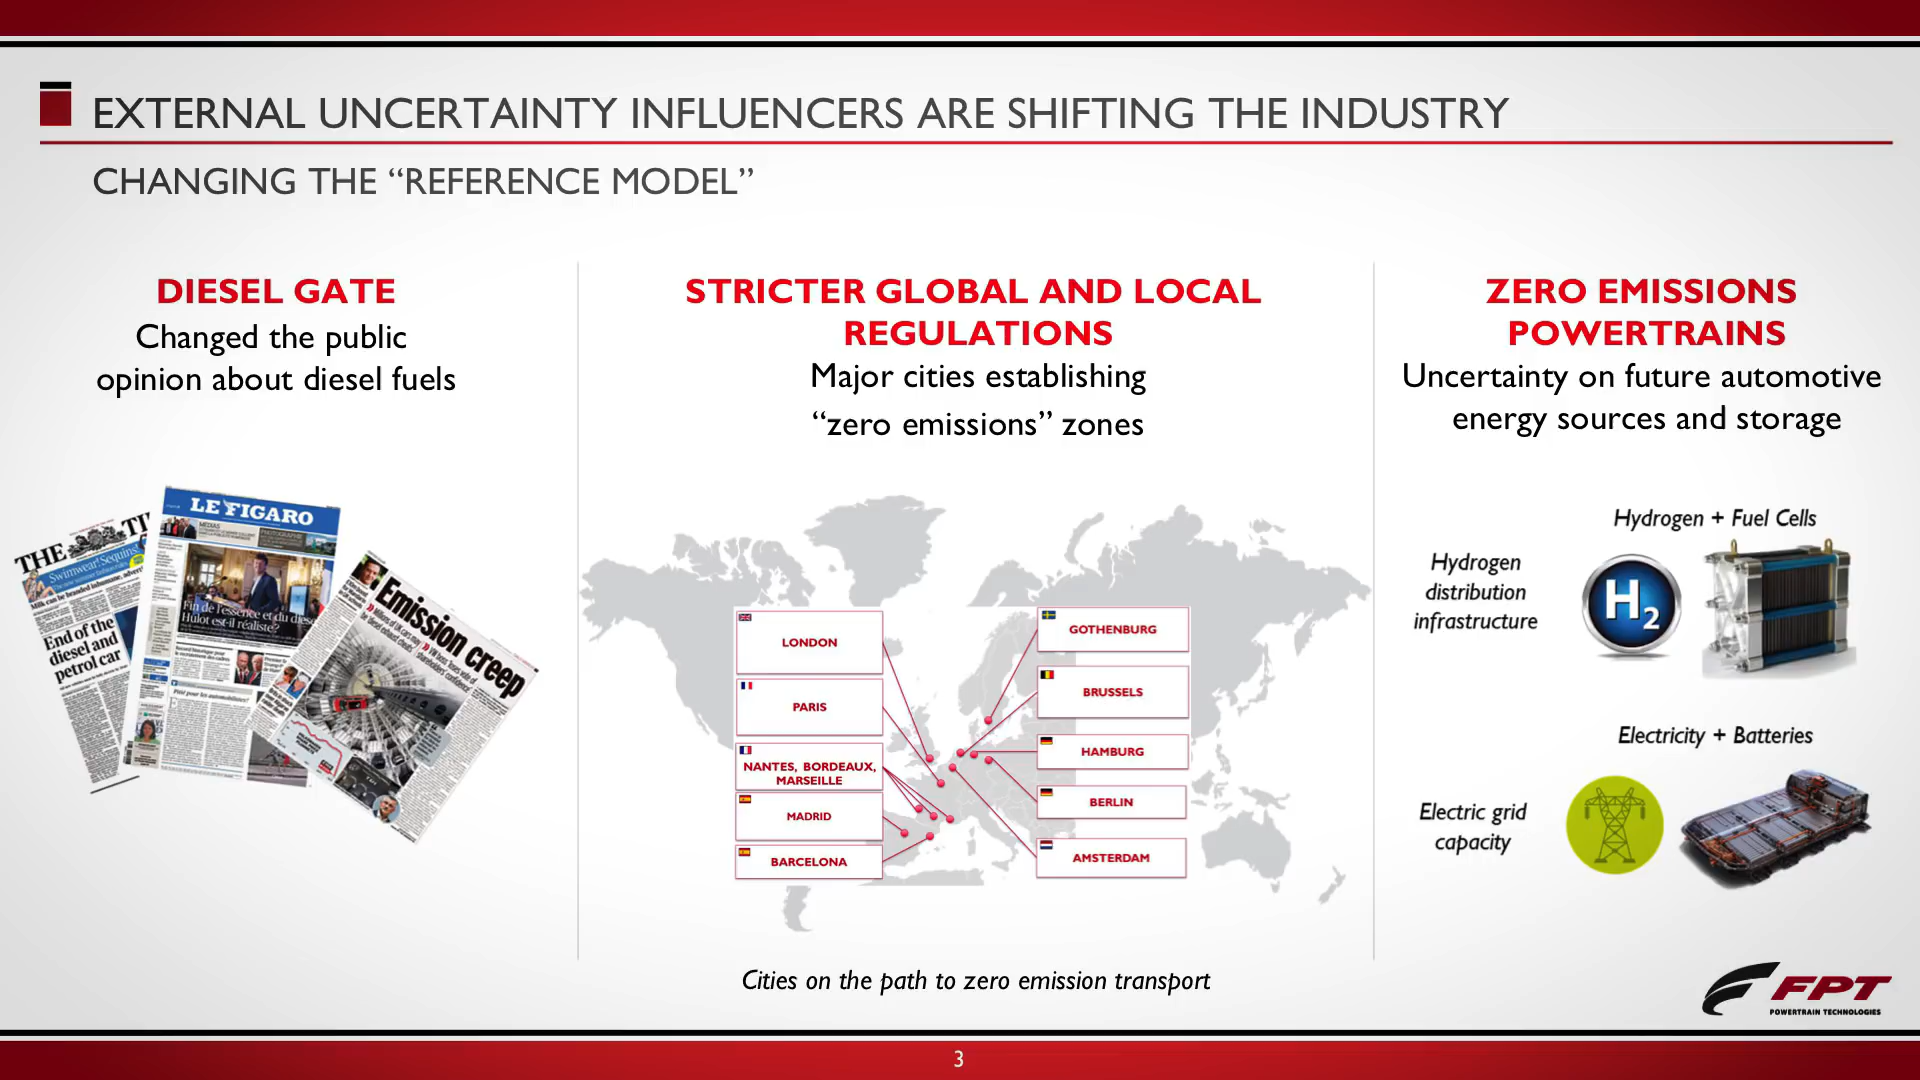 EXTERNAL UNCERTAINTY INFLUENCERS ARE SHIFTING THE INDUSTRY
CHANGING THE “REFERENCE MODEL”
DIESEL GATE
Changed the public
opinion about diesel fuels
THE TI
Swimwear! Sequins!
End of the
diesel and
petrol car
LE FIGARO
MÉDIAS
Fin de l'essence et du diesel
Hulot est-il réaliste?
Emission creep
STRICTER GLOBAL AND LOCAL
REGULATIONS
Major cities establishing
“zero emissions” zones
LONDON
PARIS
NANTES, BORDEAUX,
MARSEILLE
MADRID
BARCELONA
GOTHENBURG
BRUSSELS
HAMBURG
BERLIN
AMSTERDAM
Cities on the path to zero emission transport
ZERO EMISSIONS
POWERTRAINS
Uncertainty on future automotive
energy sources and storage
Hydrogen + Fuel Cells
Hydrogen
distribution
infrastructure
H2
Electricity + Batteries
Electric grid
capacity
FPT
POWERTRAIN TECHNOLOGIES
3